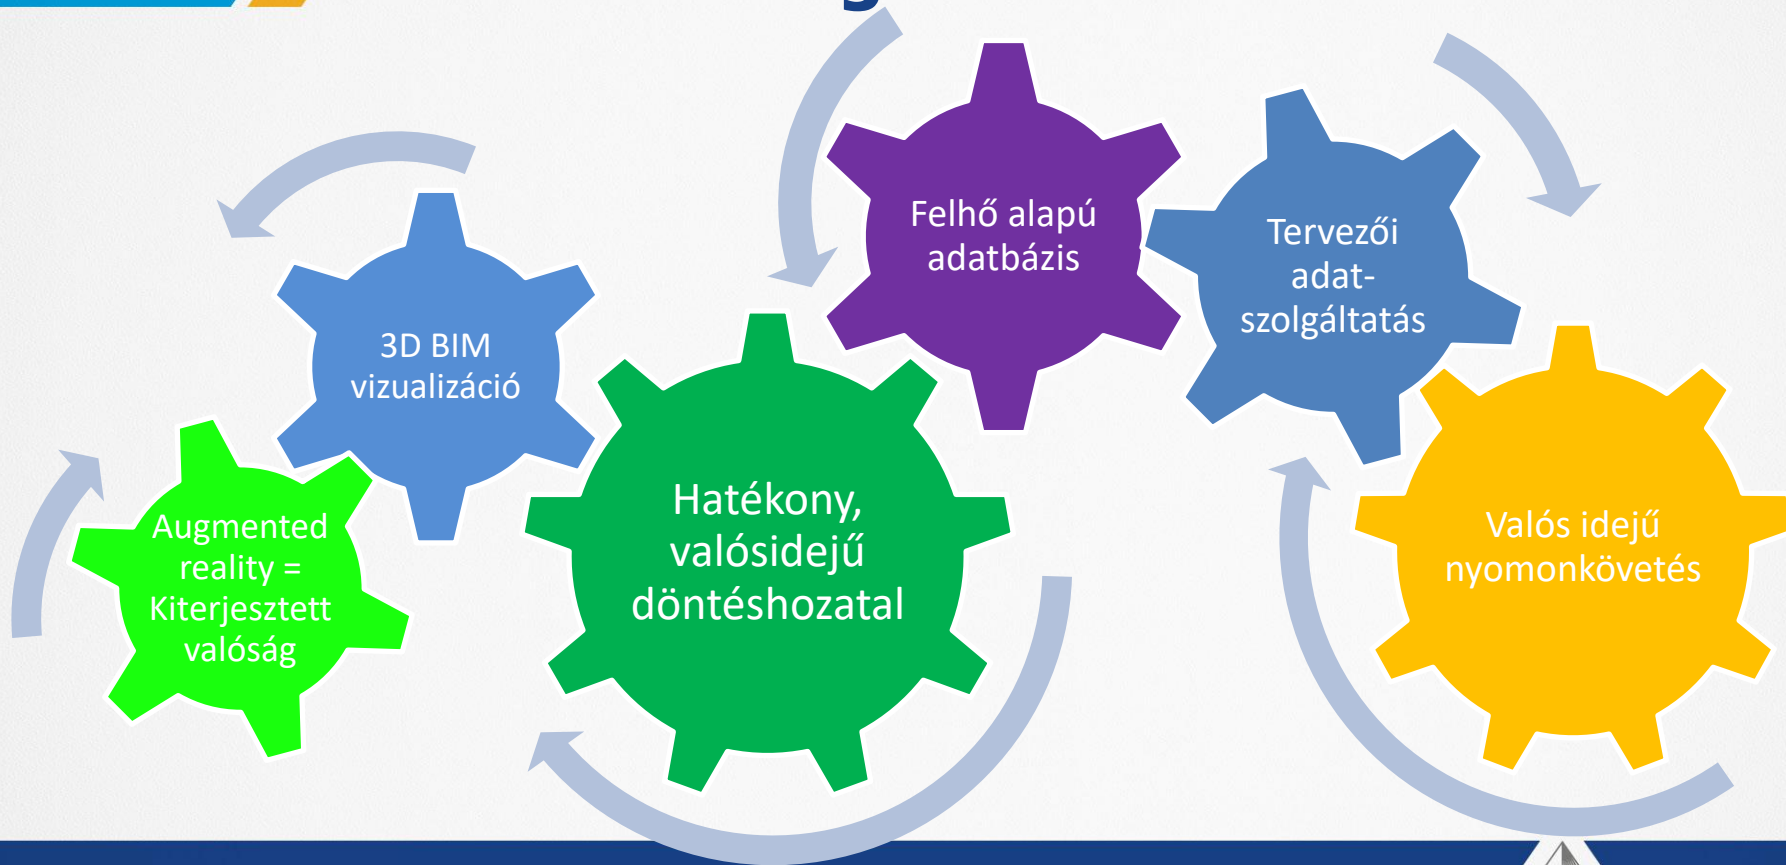 Augmented
reality =
Kiterjesztett
valóság
3D BIM
vizualizáció
Hatékony,
valósidejű
döntéshozatal
Felhő alapú
adatbázis
Tervezői
adat-
szolgáltatás
Valós idejű
nyomonkövetés